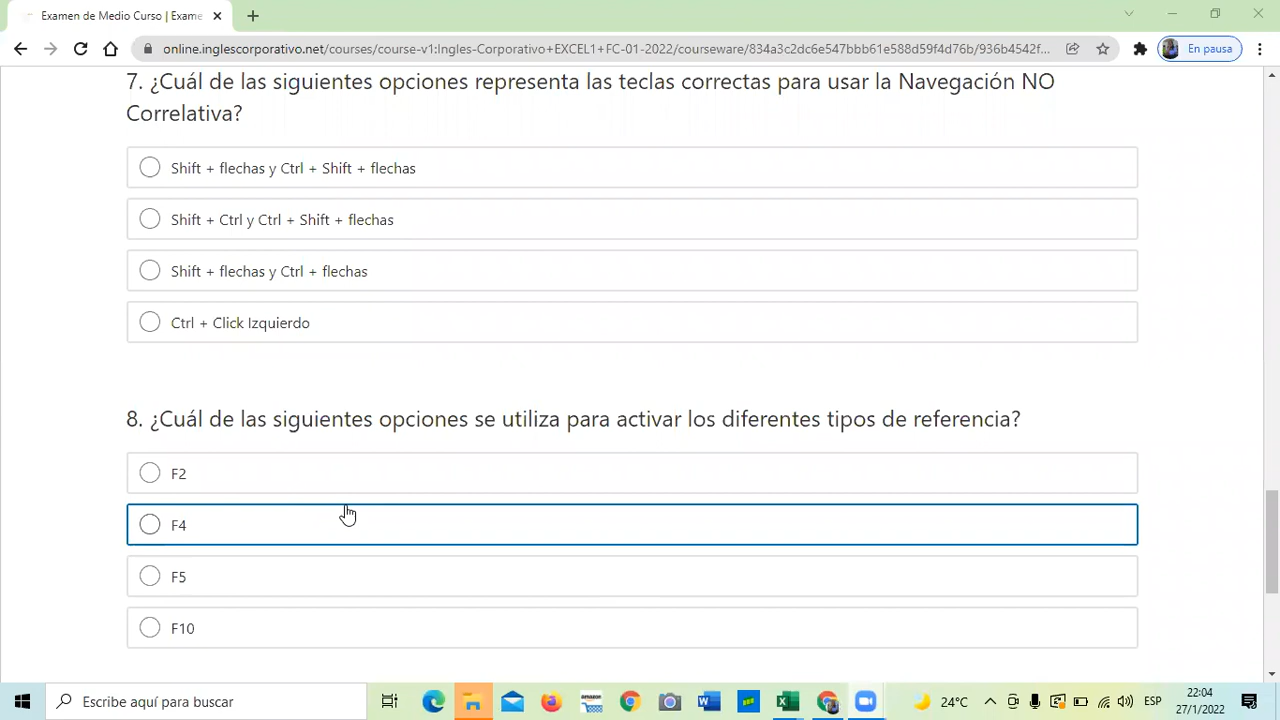 Examen de Medio Curso | Exame
online.inglescorporativo.net/courses/course-v1:Ingles-Corporativo+EXCEL1+FC-01-2022/courseware/34a3c2dc6e547bbb61e588d59f4d76b/936b4542f...
En pausa
7. ¿Cuál de las siguientes opciones representa las teclas correctas para usar la Navegación NO
Correlativa?
Shift + flechas y Ctrl + Shift + flechas
Shift + Ctrl y Ctrl + Shift + flechas
Shift + flechas y Ctrl + flechas
Ctrl + Click Izquierdo
8. ¿Cuál de las siguientes opciones se utiliza para activar los diferentes tipos de referencia?
F2
F4
F5
F10
Escribe aquí para buscar
amazon
24°C
ESP
22:04
27/1/2022